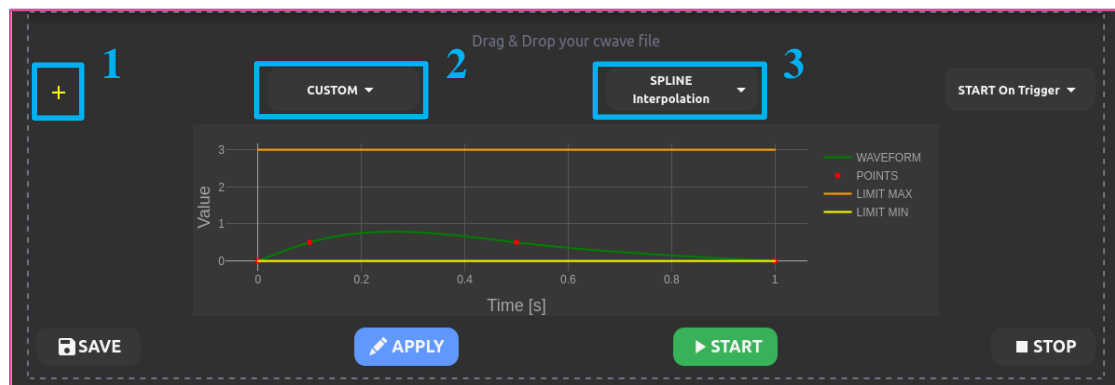 Drag & Drop your cwave file
1
2
3
+
CUSTOM
SPLINE
Interpolation
START On Trigger
3
2
1
0
Value
0
0.2
0.4
0.6
0.8
1
Time [s]
WAVEFORM
POINTS
LIMIT MAX
LIMIT MIN
SAVE
APPLY
START
STOP